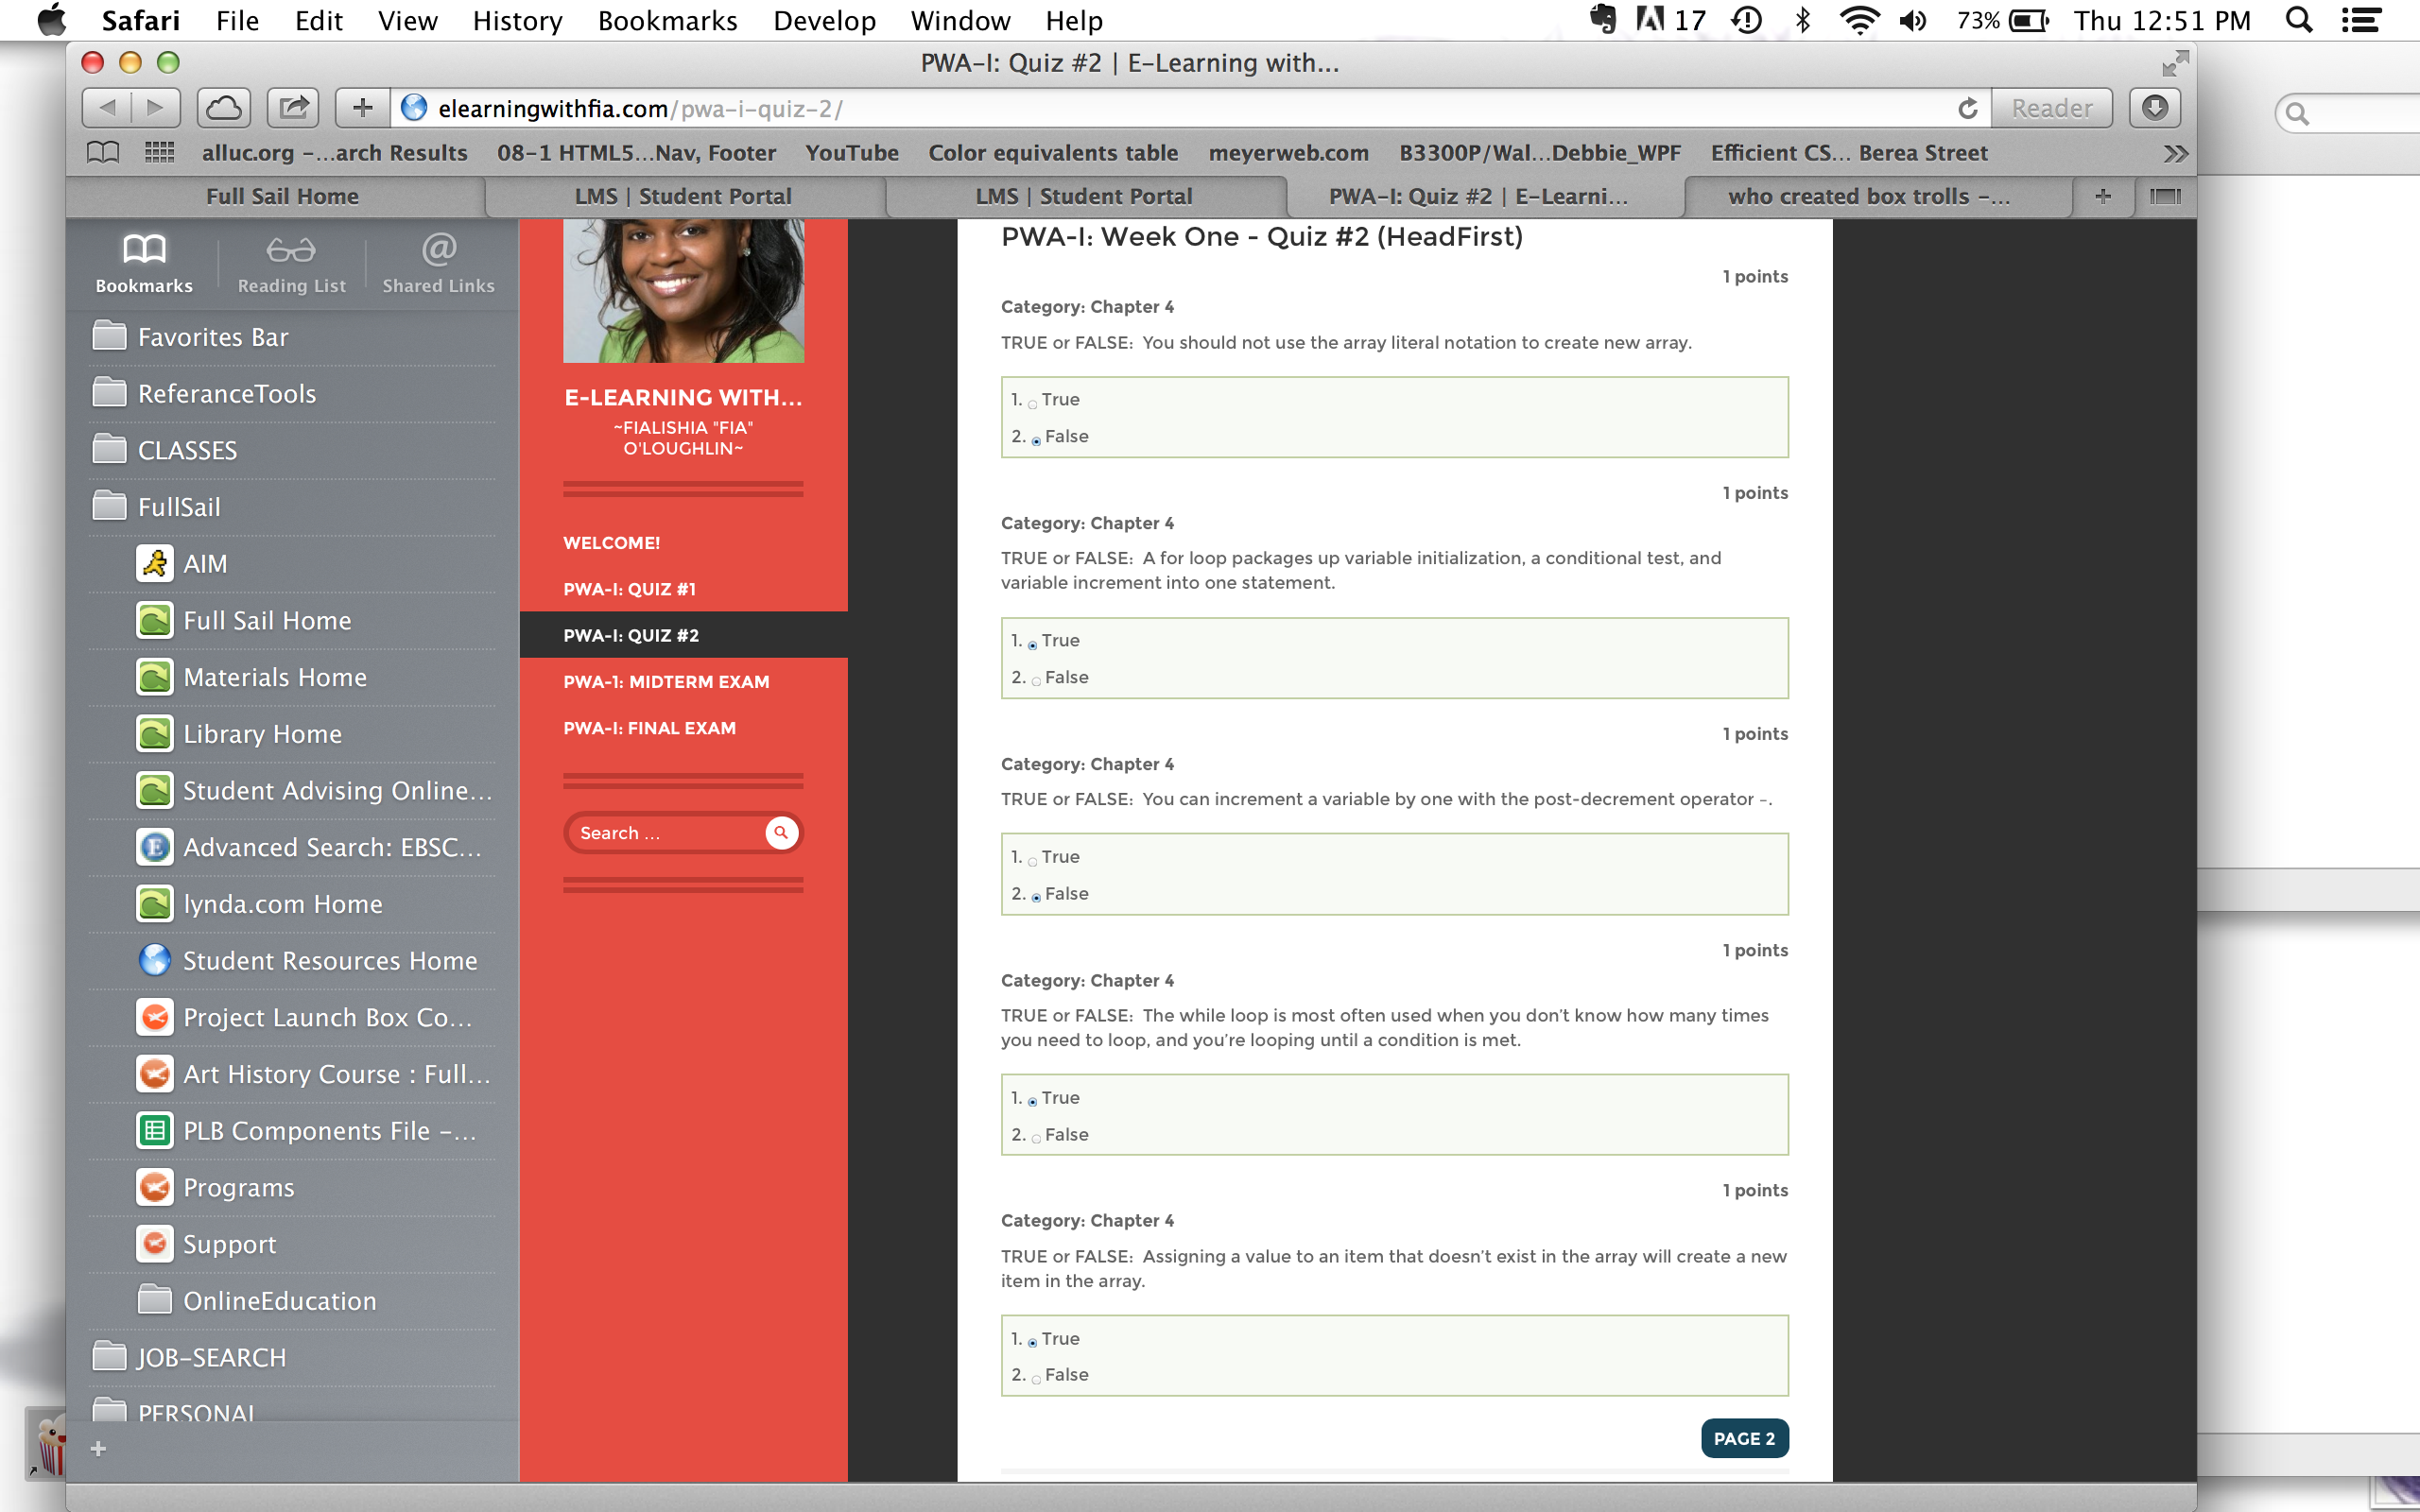 Safari File Edit View History Bookmarks Develop Window Help 17 73% Thu 12:51 PM
PWA-I: Quiz #2 | E-Learning with...
elearningwithfia.com/pwa-i-quiz-2/ Reader
alluc.org -...arch Results 08-1 HTML5...Nav, Footer YouTube Color equivalents table meyerweb.com B3300P/Wal...Debbie_WPF Efficient CS... Berea Street
Full Sail Home LMS | Student Portal LMS | Student Portal PWA-I: Quiz #2 | E-Learni... who created box trolls -...
Bookmarks Reading List Shared Links
Favorites Bar
ReferanceTools
CLASSES
FullSail
AIM
Full Sail Home
Materials Home
Library Home
Student Advising Online...
Advanced Search: EBSC...
lynda.com Home
Student Resources Home
Project Launch Box Co...
Art History Course : Full...
PLB Components File -...
Programs
Support
OnlineEducation
JOB-SEARCH
PERSONAL
E-LEARNING WITH...
~FIALISHIA "FIA"
O'LOUGHLIN~
WELCOME!
PWA-I: QUIZ #1
PWA-I: QUIZ #2
PWA-1: MIDTERM EXAM
PWA-I: FINAL EXAM
Search ...
PWA-I: Week One - Quiz #2 (HeadFirst)
1 points
Category: Chapter 4
TRUE or FALSE: You should not use the array literal notation to create new array.
1. True
2. False
1 points
Category: Chapter 4
TRUE or FALSE: A for loop packages up variable initialization, a conditional test, and
variable increment into one statement.
1. True
2. False
1 points
Category: Chapter 4
TRUE or FALSE: You can increment a variable by one with the post-decrement operator –.
1. True
2. False
1 points
Category: Chapter 4
TRUE or FALSE: The while loop is most often used when you don't know how many times
you need to loop, and you're looping until a condition is met.
1. True
2. False
1 points
Category: Chapter 4
TRUE or FALSE: Assigning a value to an item that doesn't exist in the array will create a new
item in the array.
1. True
2. False
PAGE 2